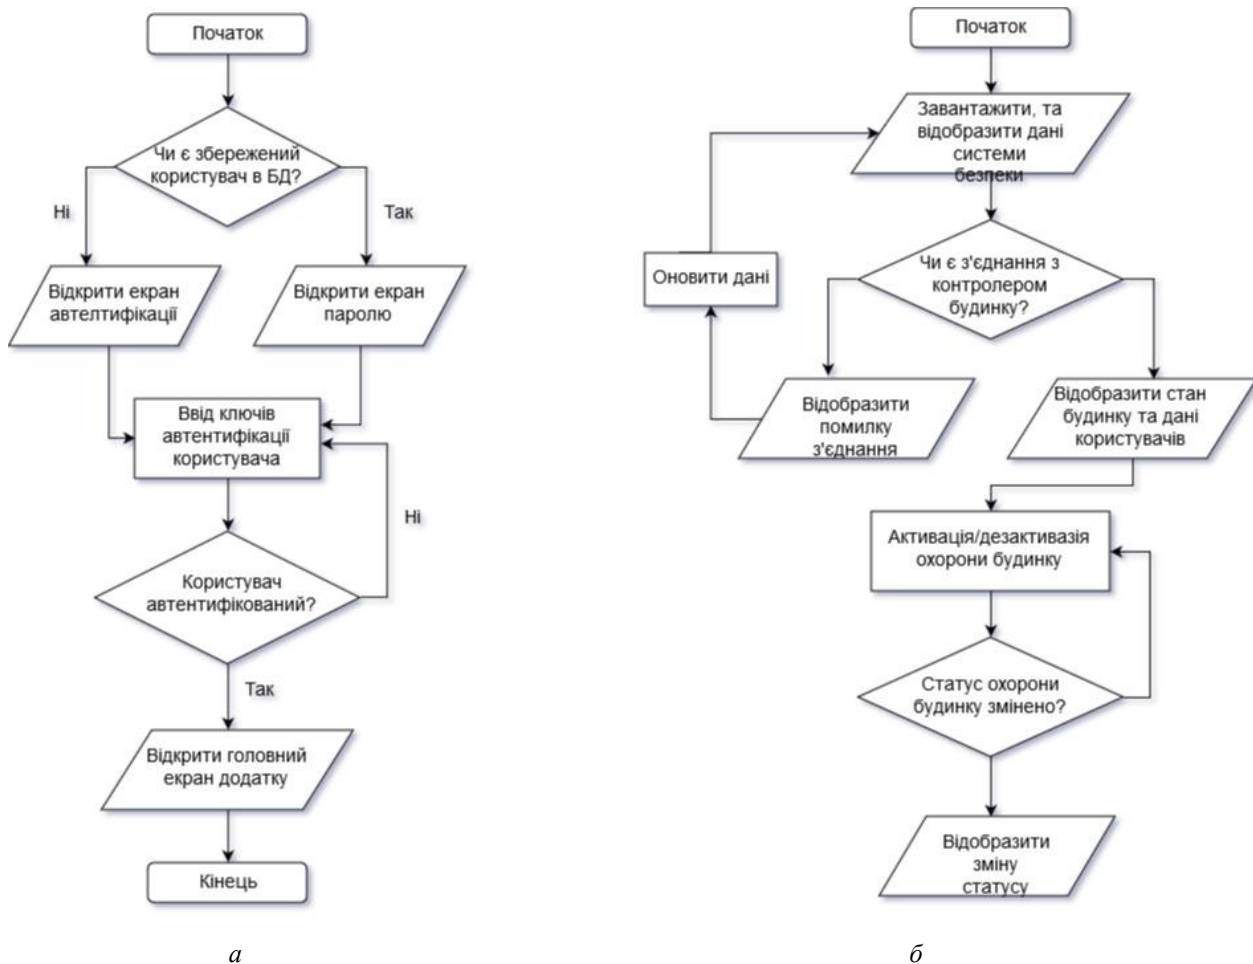 Початок
Чи є збережений
користувач в БД?
Ні
Так
Відкрити екран
автелтифікації
Відкрити екран
паролю
Ввід ключів
автентифікації
користувача
Ні
Користувач
автентифікований?
Так
Відкрити головний
екран додатку
Кінець
а
Початок
Завантажити, та
відобразити дані
системи
безпеки
Чи є з'єднання з
контролером
будинку?
Оновити дані
Відобразити
помилку
з'єднання
Відобразити стан
будинку та дані
користувачів
Активація/дезактивазія
охорони будинку
Статус охорони
будинку змінено?
Відобразити
зміну
статусу
б